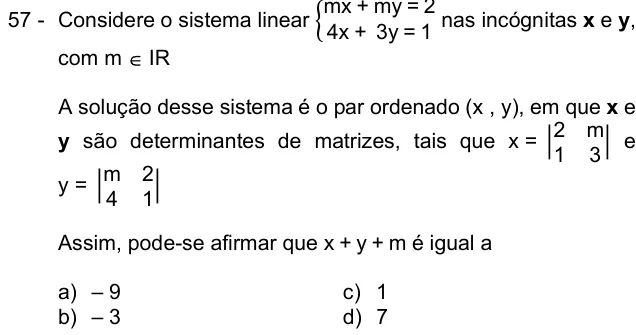 57 - Considere o sistema linear {mx + my = 2 nas incógnitas x e y,
{4x + 3y = 1
com m ∈ IR
A solução desse sistema é o par ordenado (x , y), em que x e
y são determinantes de matrizes, tais que x = |2 m| e
|1 3|
y = |m 2|
|4 1|
Assim, pode-se afirmar que x + y + m é igual a
a) – 9 c) 1
b) – 3 d) 7